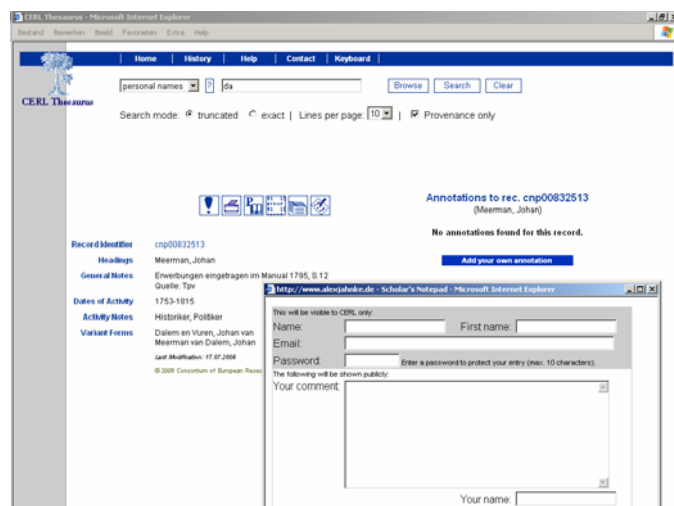 CERL Thesaurus - Microsoft Internet Explorer
Bestand Bewerken Beeld Favorieten Extra Help
Home | History | Help | Contact | Keyboard |
personal names ? da Browse Search Clear
CERL Thesaurus
Search mode: truncated exact | Lines per page: 10 | Provenance only
Annotations to rec. cnp00832513
(Meerman, Johan)
No annotations found for this record.
Add your own annotation
Record Identifier cnp00832513
Headings Meerman, Johan
General Notes Erwerbungen eingetragen im Manual 1795, S.12
Quelle: Tpv
Dates of Activity 1753-1815
Activity Notes Historiker, Politiker
Variant Forms Dalem en Vuren, Johan van
Meerman van Dalem, Johan
Last Modification: 17.07.2006
© 2006 Consortium of European Resea
http://www.alexjahnke.de - Scholar's Notepad - Microsoft Internet Explorer
This will be visible to CERL only:
Name: First name:
Email:
Password: Enter a password to protect your entry (max. 10 characters).
The following will be shown publicly:
Your comment:
Your name: